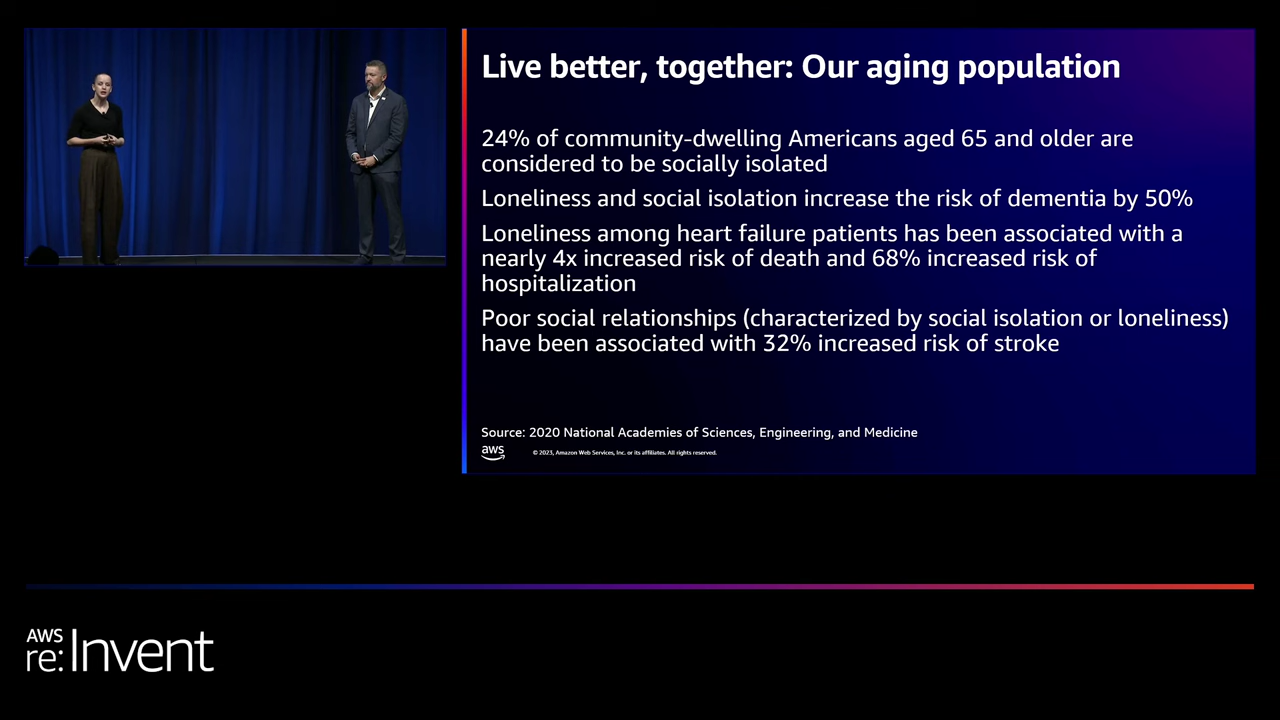 Live better, together: Our aging population
24% of community-dwelling Americans aged 65 and older are
considered to be socially isolated
Loneliness and social isolation increase the risk of dementia by 50%
Loneliness among heart failure patients has been associated with a
nearly 4x increased risk of death and 68% increased risk of
hospitalization
Poor social relationships (characterized by social isolation or loneliness)
have been associated with 32% increased risk of stroke
Source: 2020 National Academies of Sciences, Engineering, and Medicine
aws
© 2023, Amazon Web Services, Inc. or its affiliates. All rights reserved.
AWS
re:Invent